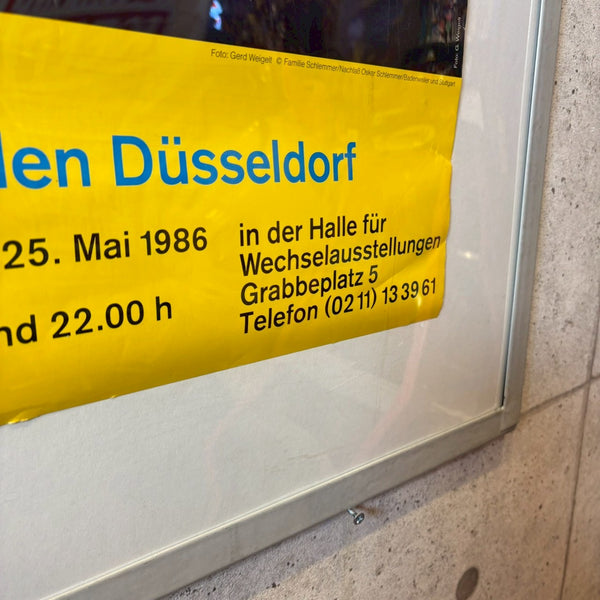 Foto: Gerd Weigelt © Familie Schlemmer/Nachlaß Oskar Schlemmer/Badenweiler und Stuttgart
Foto: G. Weigelt
len Düsseldorf
25. Mai 1986
nd 22.00 h
in der Halle für
Wechselausstellungen
Grabbeplatz 5
Telefon (02 11) 13 39 61